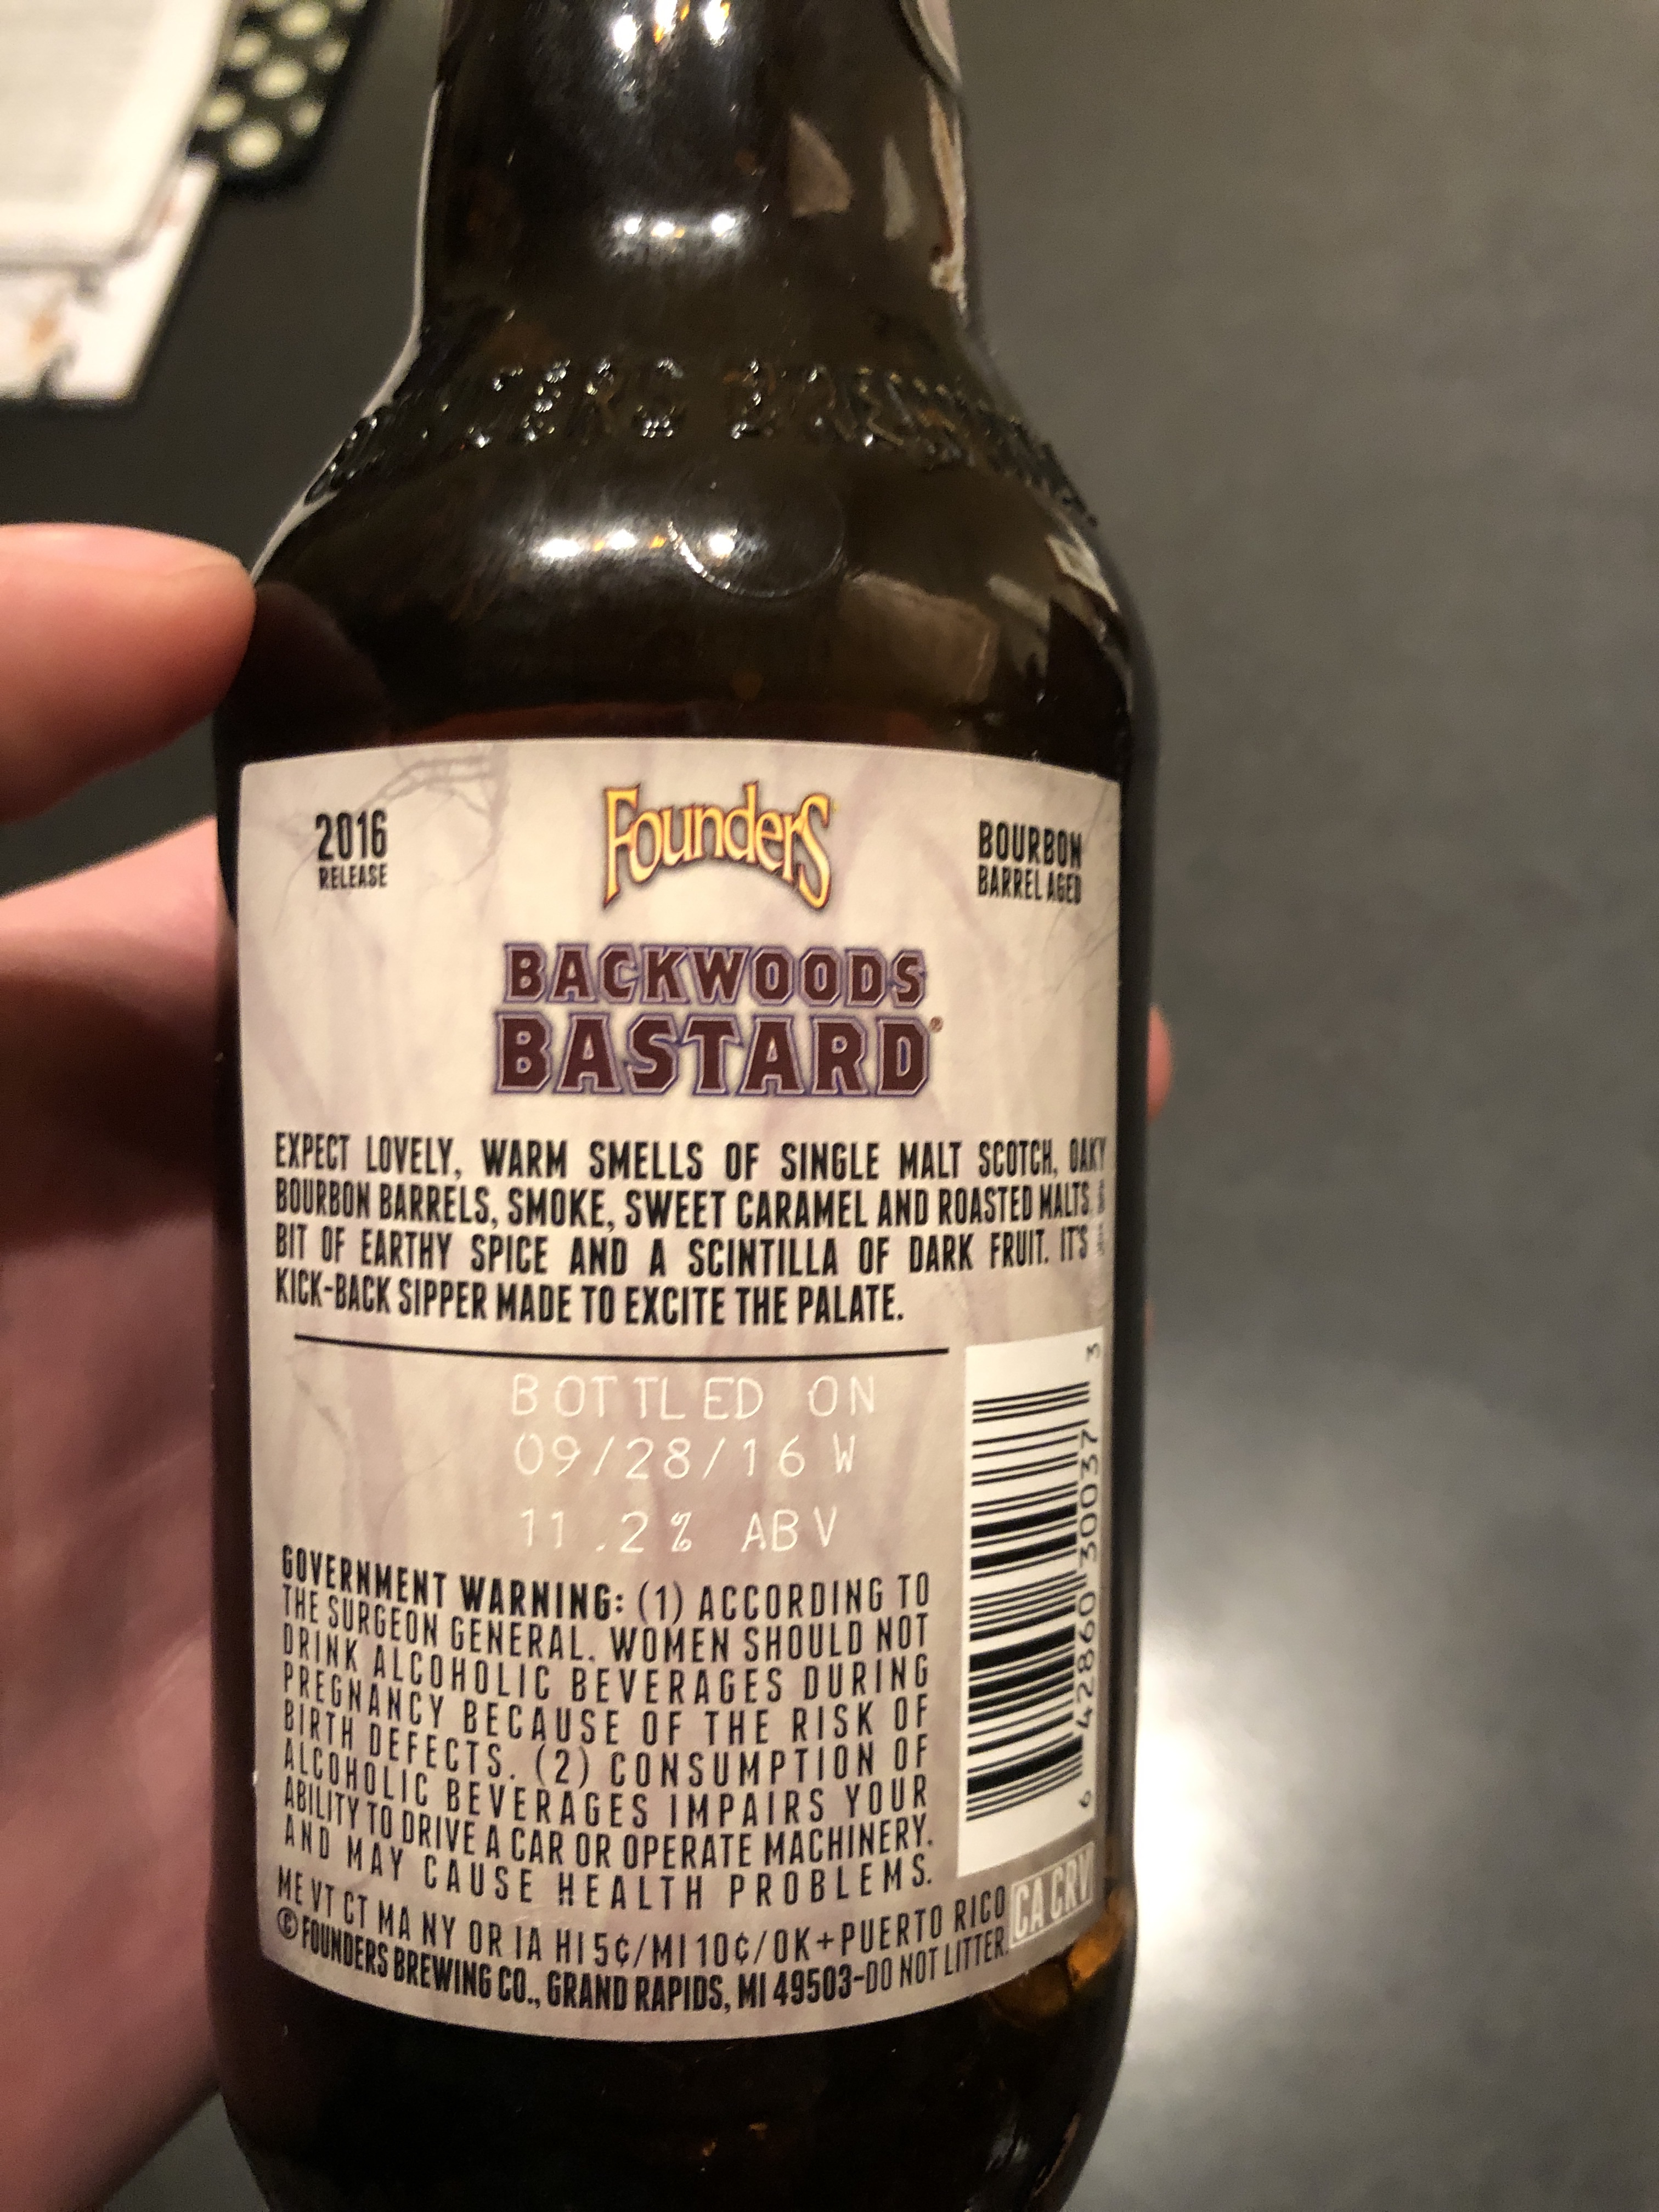 FOUNDERS BREWING
2016
RELEASE
Founders
BOURBON
BARREL AGED
BACKWOODS
BASTARD®
EXPECT LOVELY, WARM SMELLS OF SINGLE MALT SCOTCH, OAKY
BOURBON BARRELS, SMOKE, SWEET CARAMEL AND ROASTED MALTS,
BIT OF EARTHY SPICE AND A SCINTILLA OF DARK FRUIT. IT'S
KICK-BACK SIPPER MADE TO EXCITE THE PALATE.
BOTTLED ON
09/28/16 W
11.2% ABV
GOVERNMENT WARNING: (1) ACCORDING TO
THE SURGEON GENERAL. WOMEN SHOULD NOT
DRINK ALCOHOLIC BEVERAGES DURING
PREGNANCY BECAUSE OF THE RISK OF
BIRTH DEFECTS. (2) CONSUMPTION OF
ALCOHOLIC BEVERAGES IMPAIRS YOUR
ABILITY TO DRIVE A CAR OR OPERATE MACHINERY.
AND MAY CAUSE HEALTH PROBLEMS.
ME VT CT MA NY OR IA HI 5¢/MI 10¢/OK+PUERTO RICO
CA CRV
© FOUNDERS BREWING CO., GRAND RAPIDS, MI 49503-DO NOT LITTER.
6 42860 30037 3